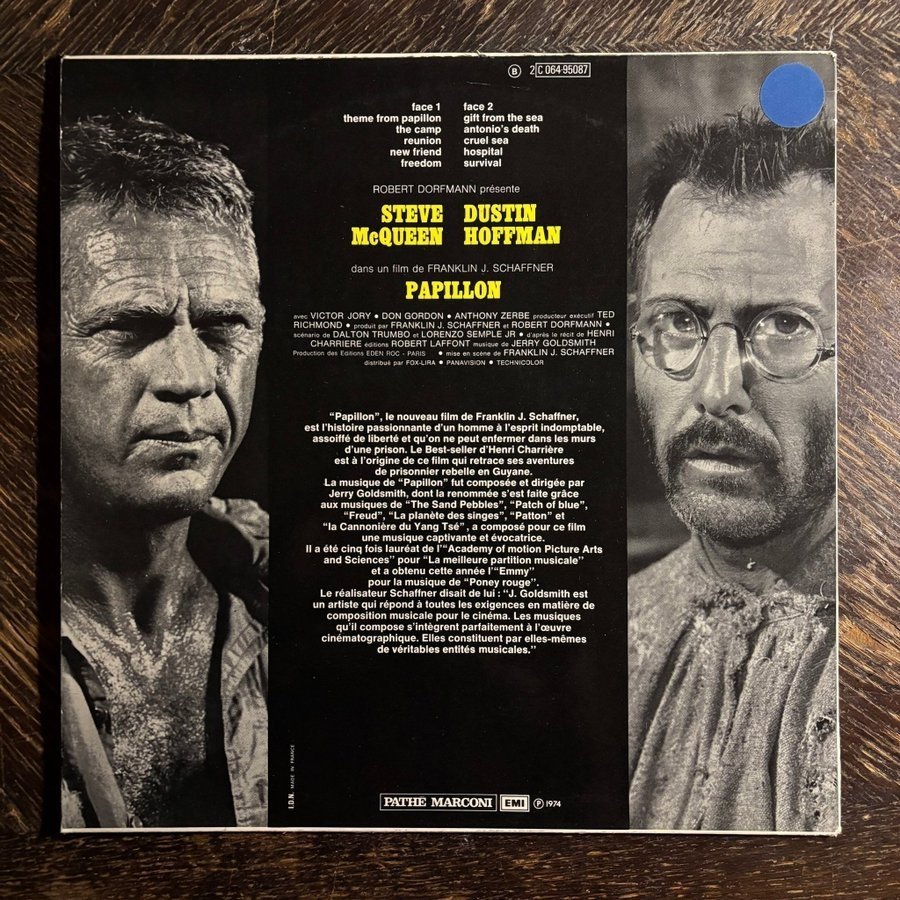 B 2 C 064-95087
face 1 face 2
theme from papillon gift from the sea
the camp antonio's death
reunion cruel sea
new friend hospital
freedom survival
ROBERT DORFMANN présente
STEVE DUSTIN
McQUEEN HOFFMAN
dans un film de FRANKLIN J. SCHAFFNER
PAPILLON
avec VICTOR JORY • DON GORDON • ANTHONY ZERBE producteur exécutif TED
RICHMOND • produit par FRANKLIN J. SCHAFFNER et ROBERT DORFMANN •
scénario de DALTON TRUMBO et LORENZO SEMPLE JR • d'après le récit de HENRI
CHARRIERE éditions ROBERT LAFFONT musique de JERRY GOLDSMITH
Production des Editions EDEN ROC - PARIS • mise en scène de FRANKLIN J. SCHAFFNER
distribué par FOX-LIRA • PANAVISION • TECHNICOLOR
"Papillon", le nouveau film de Franklin J. Schaffner,
est l'histoire passionnante d'un homme à l'esprit indomptable,
assoiffé de liberté et qu'on ne peut enfermer dans les murs
d'une prison. Le Best-seller d'Henri Charrière
est à l'origine de ce film qui retrace ses aventures
de prisonnier rebelle en Guyane.
La musique de "Papillon" fut composée et dirigée par
Jerry Goldsmith, dont la renommée s'est faite grâce
aux musiques de "The Sand Pebbles", "Patch of blue",
"Freud", "La planète des singes", "Patton" et
"la Cannonière du Yang Tsé", a composé pour ce film
une musique captivante et évocatrice.
Il a été cinq fois lauréat de l'"Academy of motion Picture Arts
and Sciences" pour "La meilleure partition musicale"
et a obtenu cette année l'"Emmy"
pour la musique de "Poney rouge".
Le réalisateur Schaffner disait de lui : "J. Goldsmith est
un artiste qui répond à toutes les exigences en matière de
composition musicale pour le cinéma. Les musiques
qu'il compose s'intègrent parfaitement à l'œuvre
cinématographique. Elles constituent par elles-mêmes
de véritables entités musicales."
I.D.N. MADE IN FRANCE
PATHÉ MARCONI EMI ℗ 1974